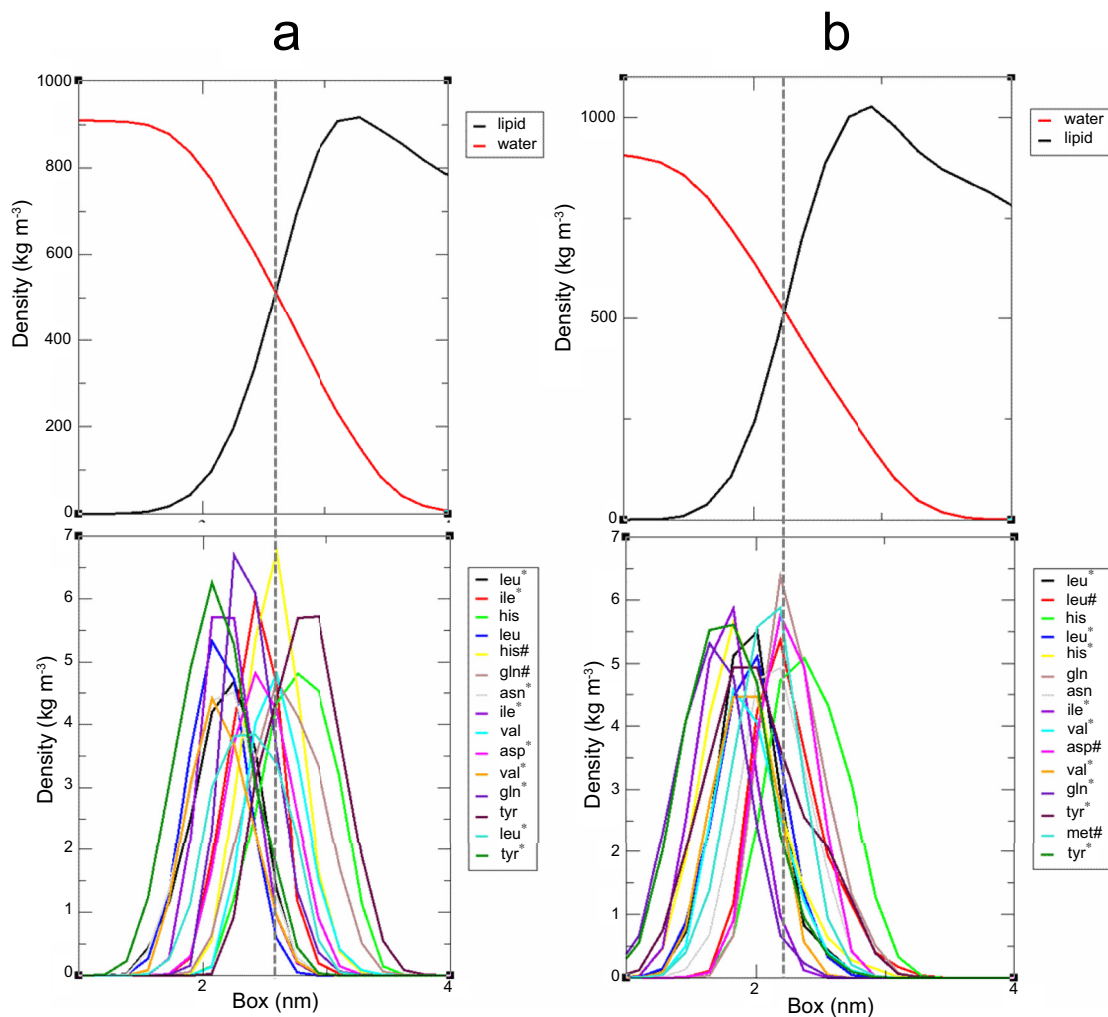 a
b
1000
800
600
400
200
0
Density (kg m-3)
lipid
water
1000
500
0
Density (kg m-3)
water
lipid
7
6
5
4
3
2
1
0
Density (kg m-3)
2
4
Box (nm)
leu*
ile*
his
leu
his#
gln#
asn*
ile*
val
asp*
val*
gln*
tyr
leu*
tyr*
7
6
5
4
3
2
1
0
Density (kg m-3)
2
4
Box (nm)
leu*
leu#
his
leu*
his*
gln
asn
ile*
val*
asp#
val*
gln*
tyr*
met#
tyr*